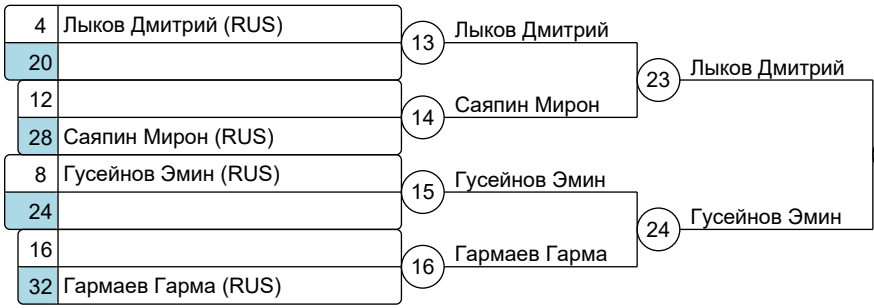 4 Лыков Дмитрий (RUS)
20
13
Лыков Дмитрий
12
28 Саяпин Мирон (RUS)
14
Саяпин Мирон
23
Лыков Дмитрий
8 Гусейнов Эмин (RUS)
24
15
Гусейнов Эмин
16
32 Гармаев Гарма (RUS)
16
Гармаев Гарма
24
Гусейнов Эмин